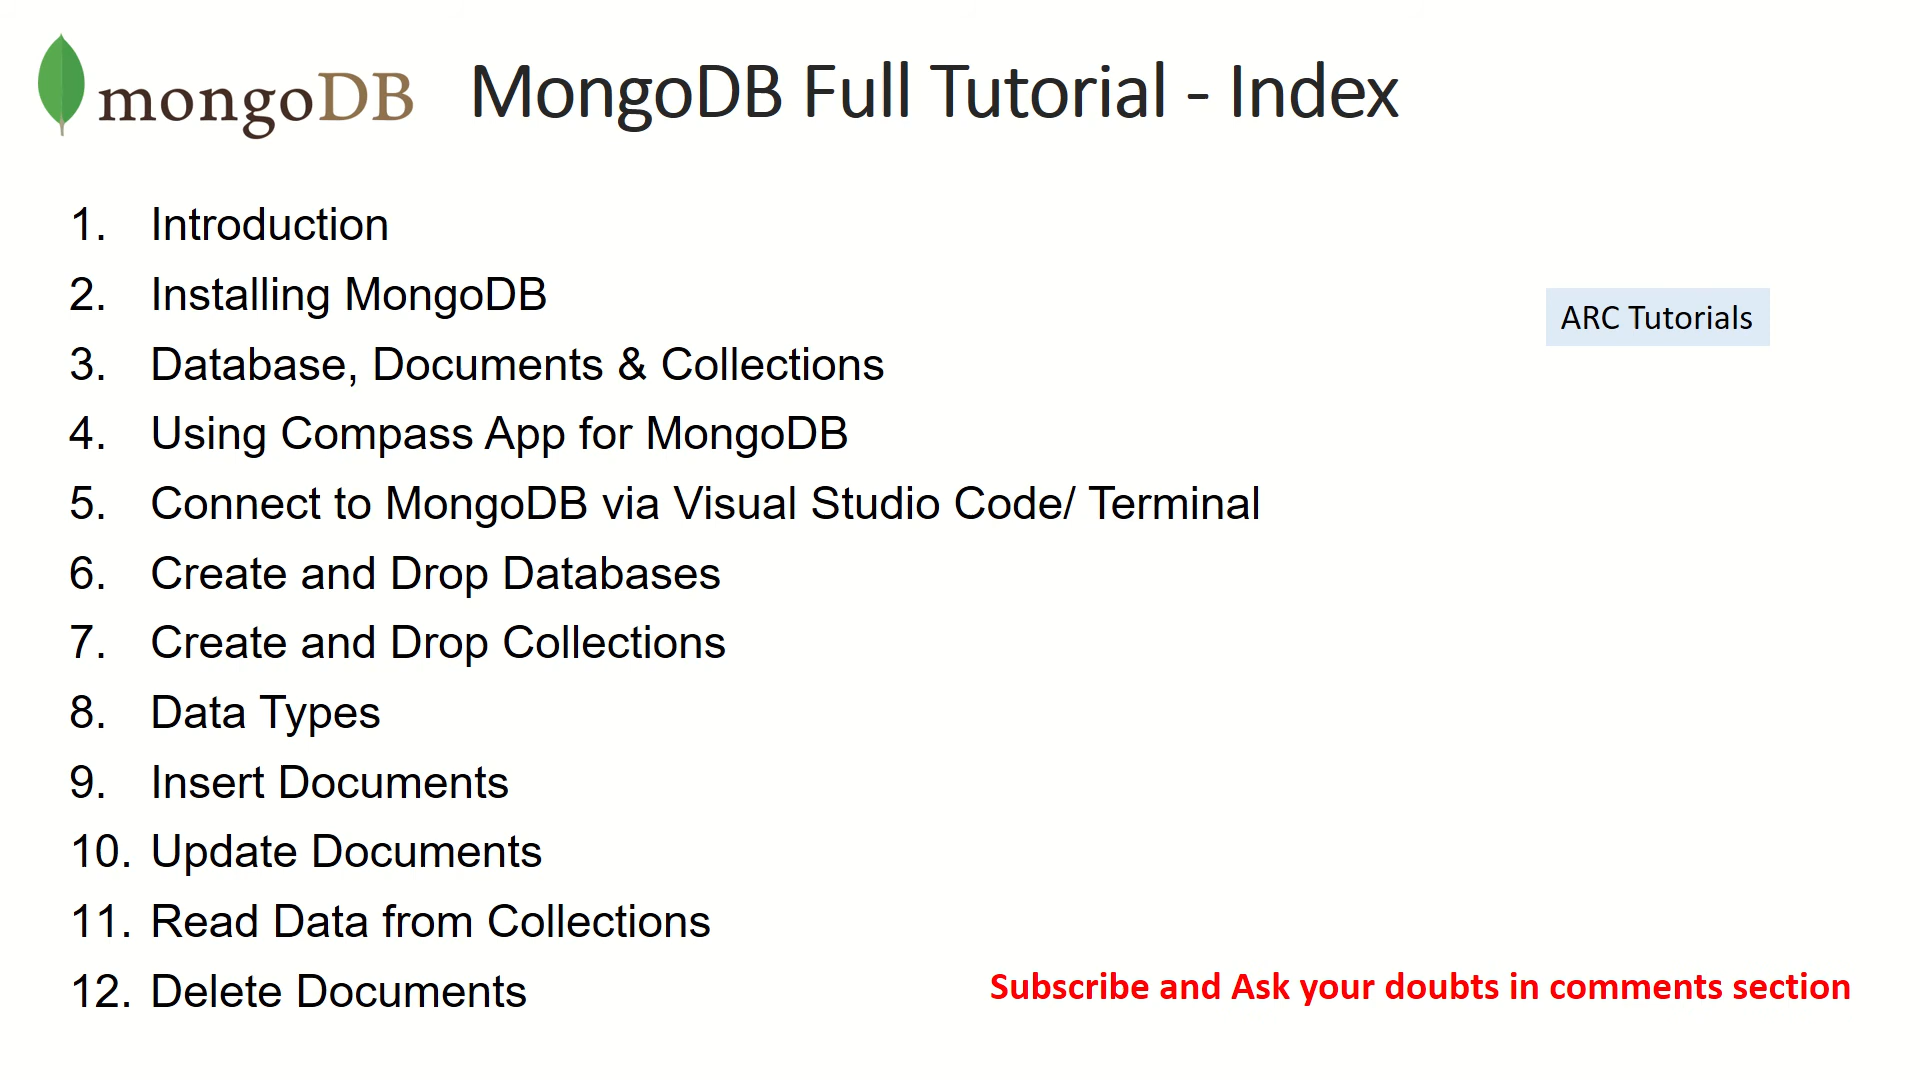 mongoDB
MongoDB Full Tutorial - Index
1. Introduction
2. Installing MongoDB
3. Database, Documents & Collections
4. Using Compass App for MongoDB
5. Connect to MongoDB via Visual Studio Code/ Terminal
6. Create and Drop Databases
7. Create and Drop Collections
8. Data Types
9. Insert Documents
10. Update Documents
11. Read Data from Collections
12. Delete Documents
ARC Tutorials
Subscribe and Ask your doubts in comments section